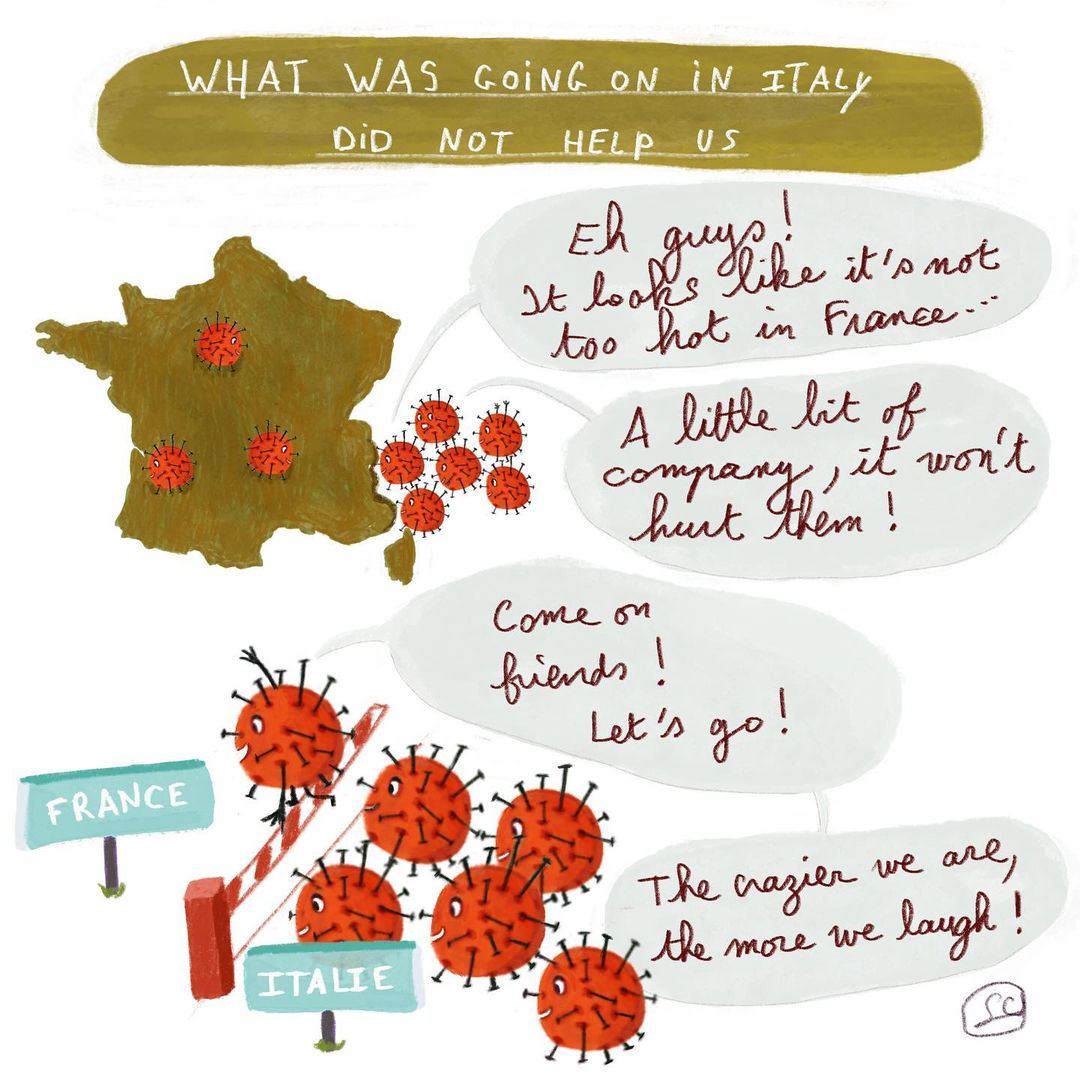 WHAT WAS GOiNG ON iN ITALY
DiD NOT HELP US
Eh guys!
It looks like it's not
too hot in France...
A little bit of
company, it won't
hurt them!
Come on
friends!
Let's go!
FRANCE
The crazier we are,
the more we laugh!
ITALIE
SC